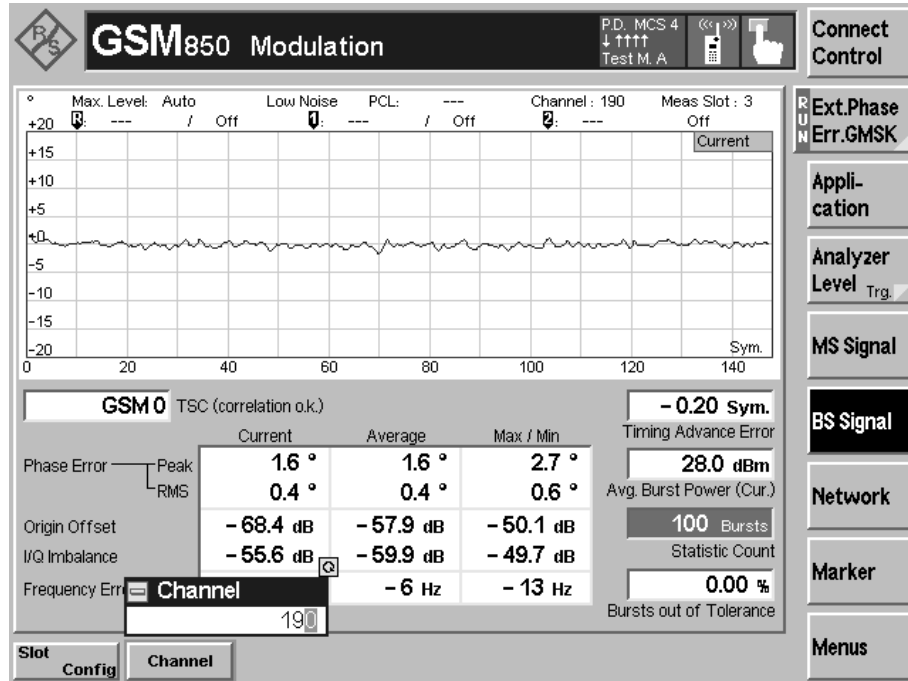 R&S
GSM850 Modulation
P.D. MCS 4
↓ ↑↑↑↑
Test M. A
Connect
Control
° Max. Level: Auto Low Noise PCL: --- Channel : 190 Meas Slot : 3
R: --- / Off 1: --- / Off 2: --- Off
Current
+20
+15
+10
+5
+0
-5
-10
-15
-20
Sym.
0 20 40 60 80 100 120 140
RUN
Ext.Phase
Err.GMSK
Appli-
cation
Analyzer
Level Trg.
MS Signal
BS Signal
Network
Marker
Menus
GSM 0 TSC (correlation o.k.)
Current Average Max / Min
Phase Error Peak 1.6 ° 1.6 ° 2.7 °
RMS 0.4 ° 0.4 ° 0.6 °
Origin Offset – 68.4 dB – 57.9 dB – 50.1 dB
I/Q Imbalance – 55.6 dB – 59.9 dB – 49.7 dB
Frequency Err – 6 Hz – 13 Hz
– 0.20 Sym.
Timing Advance Error
28.0 dBm
Avg. Burst Power (Cur.)
100 Bursts
Statistic Count
0.00 %
Bursts out of Tolerance
Channel
190
Slot
Config
Channel